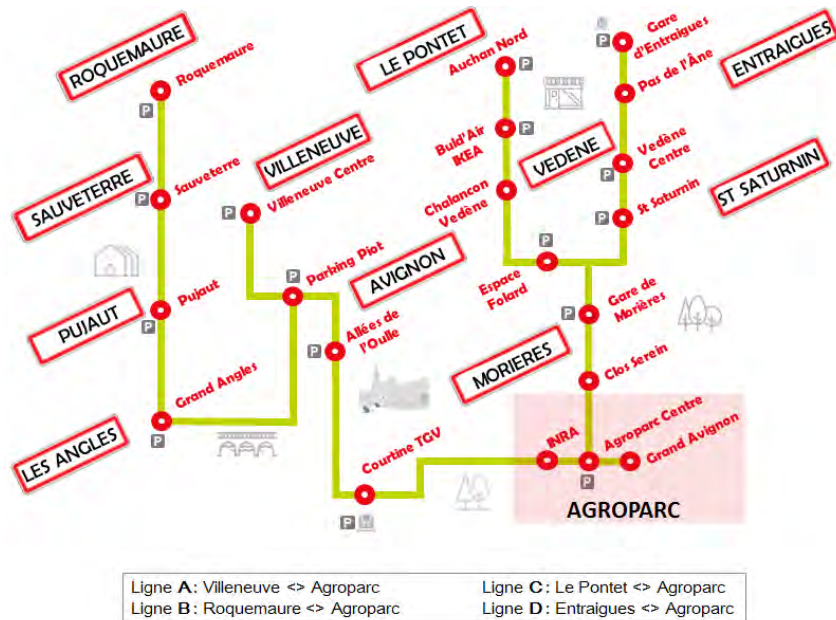 ROQUEMAURE
Roquemaure
P
SAUVETERRE
Sauveterre
P
PUJAUT
Pujaut
P
LES ANGLES
Grand Angles
P
VILLENEUVE
Villeneuve Centre
P
Parking Piot
P
AVIGNON
Allées de
l'Oulle
P
Courtine TGV
P
LE PONTET
Auchan Nord
P
Buld'Air
IKEA
P
VEDENE
Chalançon
Vedène
Espace
Folard
P
Gare
d'Entraigues
P
ENTRAIGUES
Pas de l'Âne
P
Vedène
Centre
P
ST SATURNIN
St Saturnin
P
Gare de
Morières
P
MORIERES
Clos Serein
INRA
Agroparc Centre
P
Grand Avignon
AGROPARC
Ligne A: Villeneuve <> Agroparc
Ligne B: Roquemaure <> Agroparc
Ligne C: Le Pontet <> Agroparc
Ligne D: Entraigues <> Agroparc